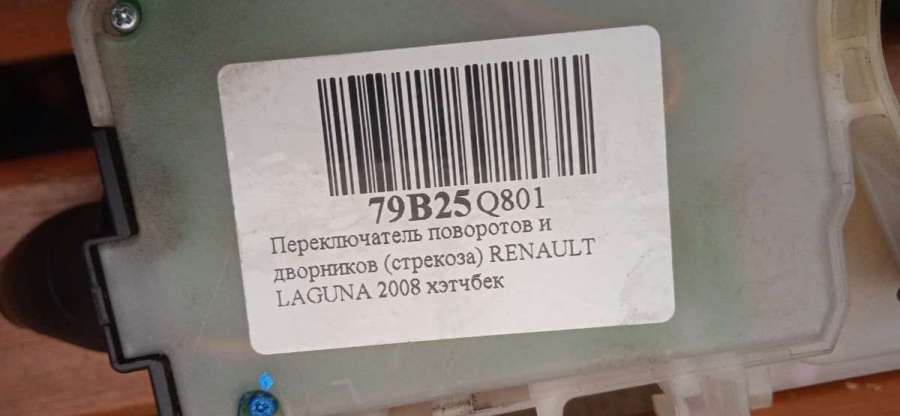 79B25Q801
Переключатель поворотов и
дворников (стрекоза) RENAULT
LAGUNA 2008 хэтчбек